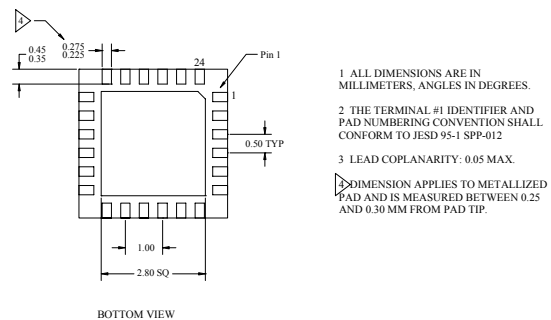 4
0.45
0.35
0.275
0.225
24
Pin 1
1
0.50 TYP
1.00
2.80 SQ
BOTTOM VIEW
1 ALL DIMENSIONS ARE IN
MILLIMETERS, ANGLES IN DEGREES.
2 THE TERMINAL #1 IDENTIFIER AND
PAD NUMBERING CONVENTION SHALL
CONFORM TO JESD 95-1 SPP-012
3 LEAD COPLANARITY: 0.05 MAX.
4 DIMENSION APPLIES TO METALLIZED
PAD AND IS MEASURED BETWEEN 0.25
AND 0.30 MM FROM PAD TIP.